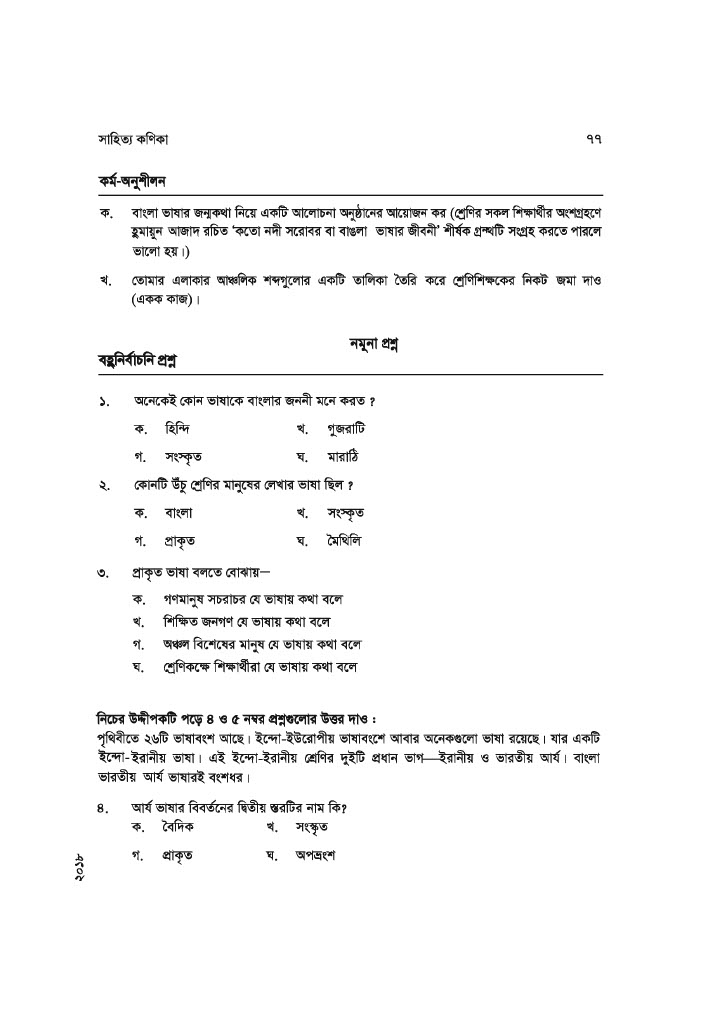 সাহিত্য কণিকা ৭৭
কর্ম-অনুশীলন
ক. বাংলা ভাষার জন্মকথা নিয়ে একটি আলোচনা অনুষ্ঠানের আয়োজন কর (শ্রেণির সকল শিক্ষার্থীর অংশগ্রহণে
হুমায়ুন আজাদ রচিত ‘কতো নদী সরোবর বা বাঙলা ভাষার জীবনী’ শীর্ষক গ্রন্থটি সংগ্রহ করতে পারলে
ভালো হয়।)
খ. তোমার এলাকার আঞ্চলিক শব্দগুলোর একটি তালিকা তৈরি করে শ্রেণিশিক্ষকের নিকট জমা দাও
(একক কাজ)।
নমুনা প্রশ্ন
বহুনির্বাচনি প্রশ্ন
১. অনেকেই কোন ভাষাকে বাংলার জননী মনে করত ?
ক. হিন্দি খ. গুজরাটি
গ. সংস্কৃত ঘ. মারাঠি
২. কোনটি উঁচু শ্রেণির মানুষের লেখার ভাষা ছিল ?
ক. বাংলা খ. সংস্কৃত
গ. প্রাকৃত ঘ. মৈথিলি
৩. প্রাকৃত ভাষা বলতে বোঝায়—
ক. গণমানুষ সচরাচর যে ভাষায় কথা বলে
খ. শিক্ষিত জনগণ যে ভাষায় কথা বলে
গ. অঞ্চল বিশেষের মানুষ যে ভাষায় কথা বলে
ঘ. শ্রেণিকক্ষে শিক্ষার্থীরা যে ভাষায় কথা বলে
নিচের উদ্দীপকটি পড়ে ৪ ও ৫ নম্বর প্রশ্নগুলোর উত্তর দাও :
পৃথিবীতে ২৬টি ভাষাবংশ আছে। ইন্দো-ইউরোপীয় ভাষাবংশে আবার অনেকগুলো ভাষা রয়েছে। যার একটি
ইন্দো-ইরানীয় ভাষা। এই ইন্দো-ইরানীয় শ্রেণির দুইটি প্রধান ভাগ—ইরানীয় ও ভারতীয় আর্য। বাংলা
ভারতীয় আর্য ভাষারই বংশধর।
৪. আর্য ভাষার বিবর্তনের দ্বিতীয় স্তরটির নাম কি?
ক. বৈদিক খ. সংস্কৃত
গ. প্রাকৃত ঘ. অপভ্রংশ
২০১৮